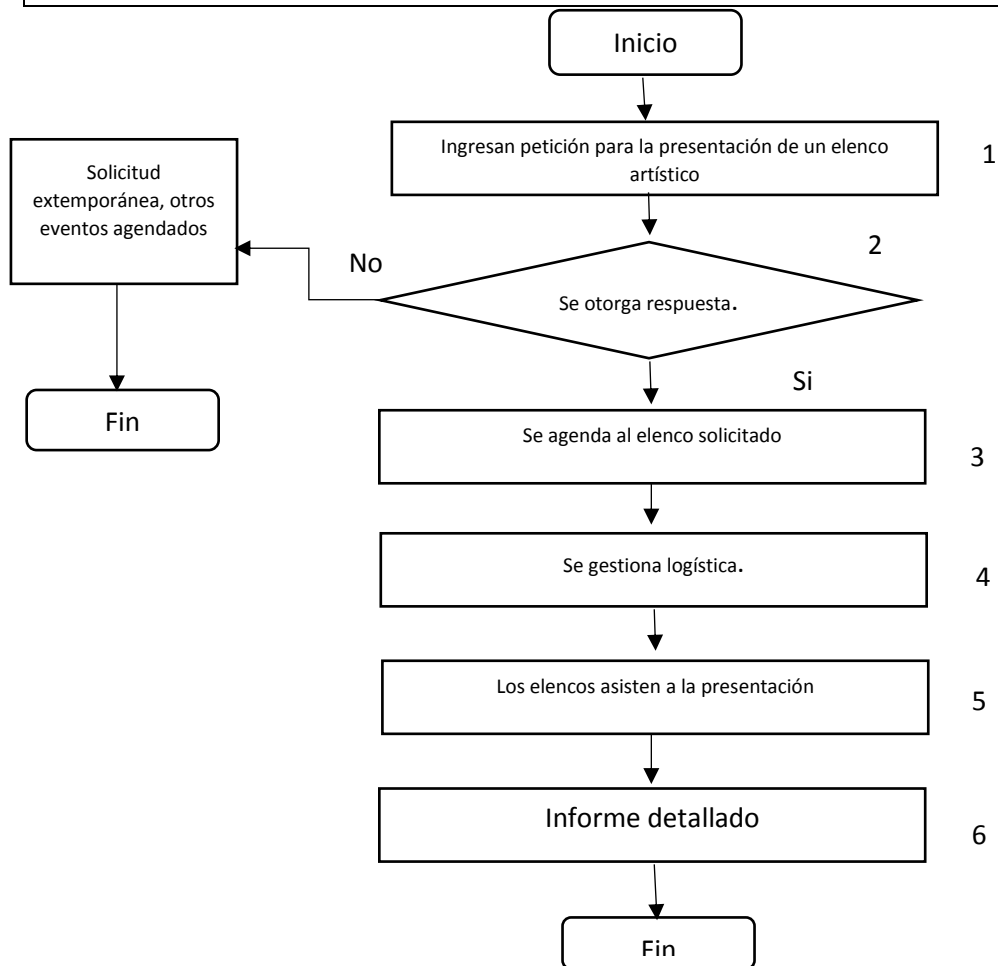 Inicio
Ingresan petición para la presentación de un elenco
artístico
1
Solicitud
extemporánea, otros
eventos agendados
2
No
Se otorga respuesta.
Si
Fin
Se agenda al elenco solicitado
3
Se gestiona logística.
4
Los elencos asisten a la presentación
5
Informe detallado
6
Fin